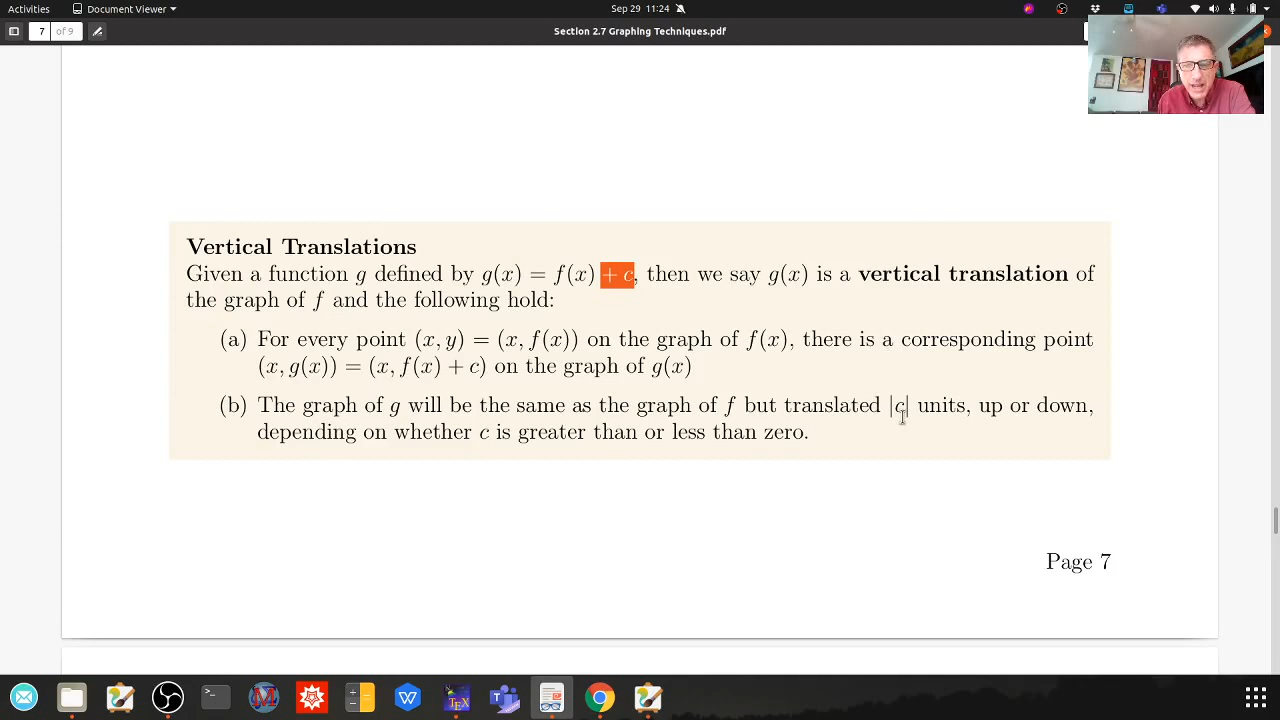 Activities Document Viewer Sep 29 11:24
7 of 9 Section 2.7 Graphing Techniques.pdf
Vertical Translations
Given a function g defined by g(x) = f(x) + c, then we say g(x) is a vertical translation of
the graph of f and the following hold:
(a) For every point (x, y) = (x, f(x)) on the graph of f(x), there is a corresponding point
(x, g(x)) = (x, f(x) + c) on the graph of g(x)
(b) The graph of g will be the same as the graph of f but translated |c| units, up or down,
depending on whether c is greater than or less than zero.
Page 7